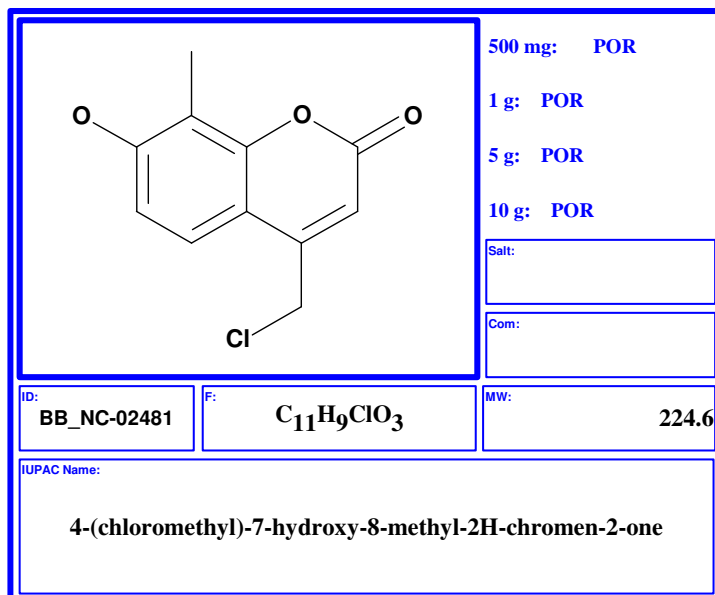 500 mg: POR
1 g: POR
5 g: POR
10 g: POR
O
O
O
Cl
Salt:
Com:
ID:
BB_NC-02481
F:
C11H9ClO3
MW:
224.6
IUPAC Name:
4-(chloromethyl)-7-hydroxy-8-methyl-2H-chromen-2-one